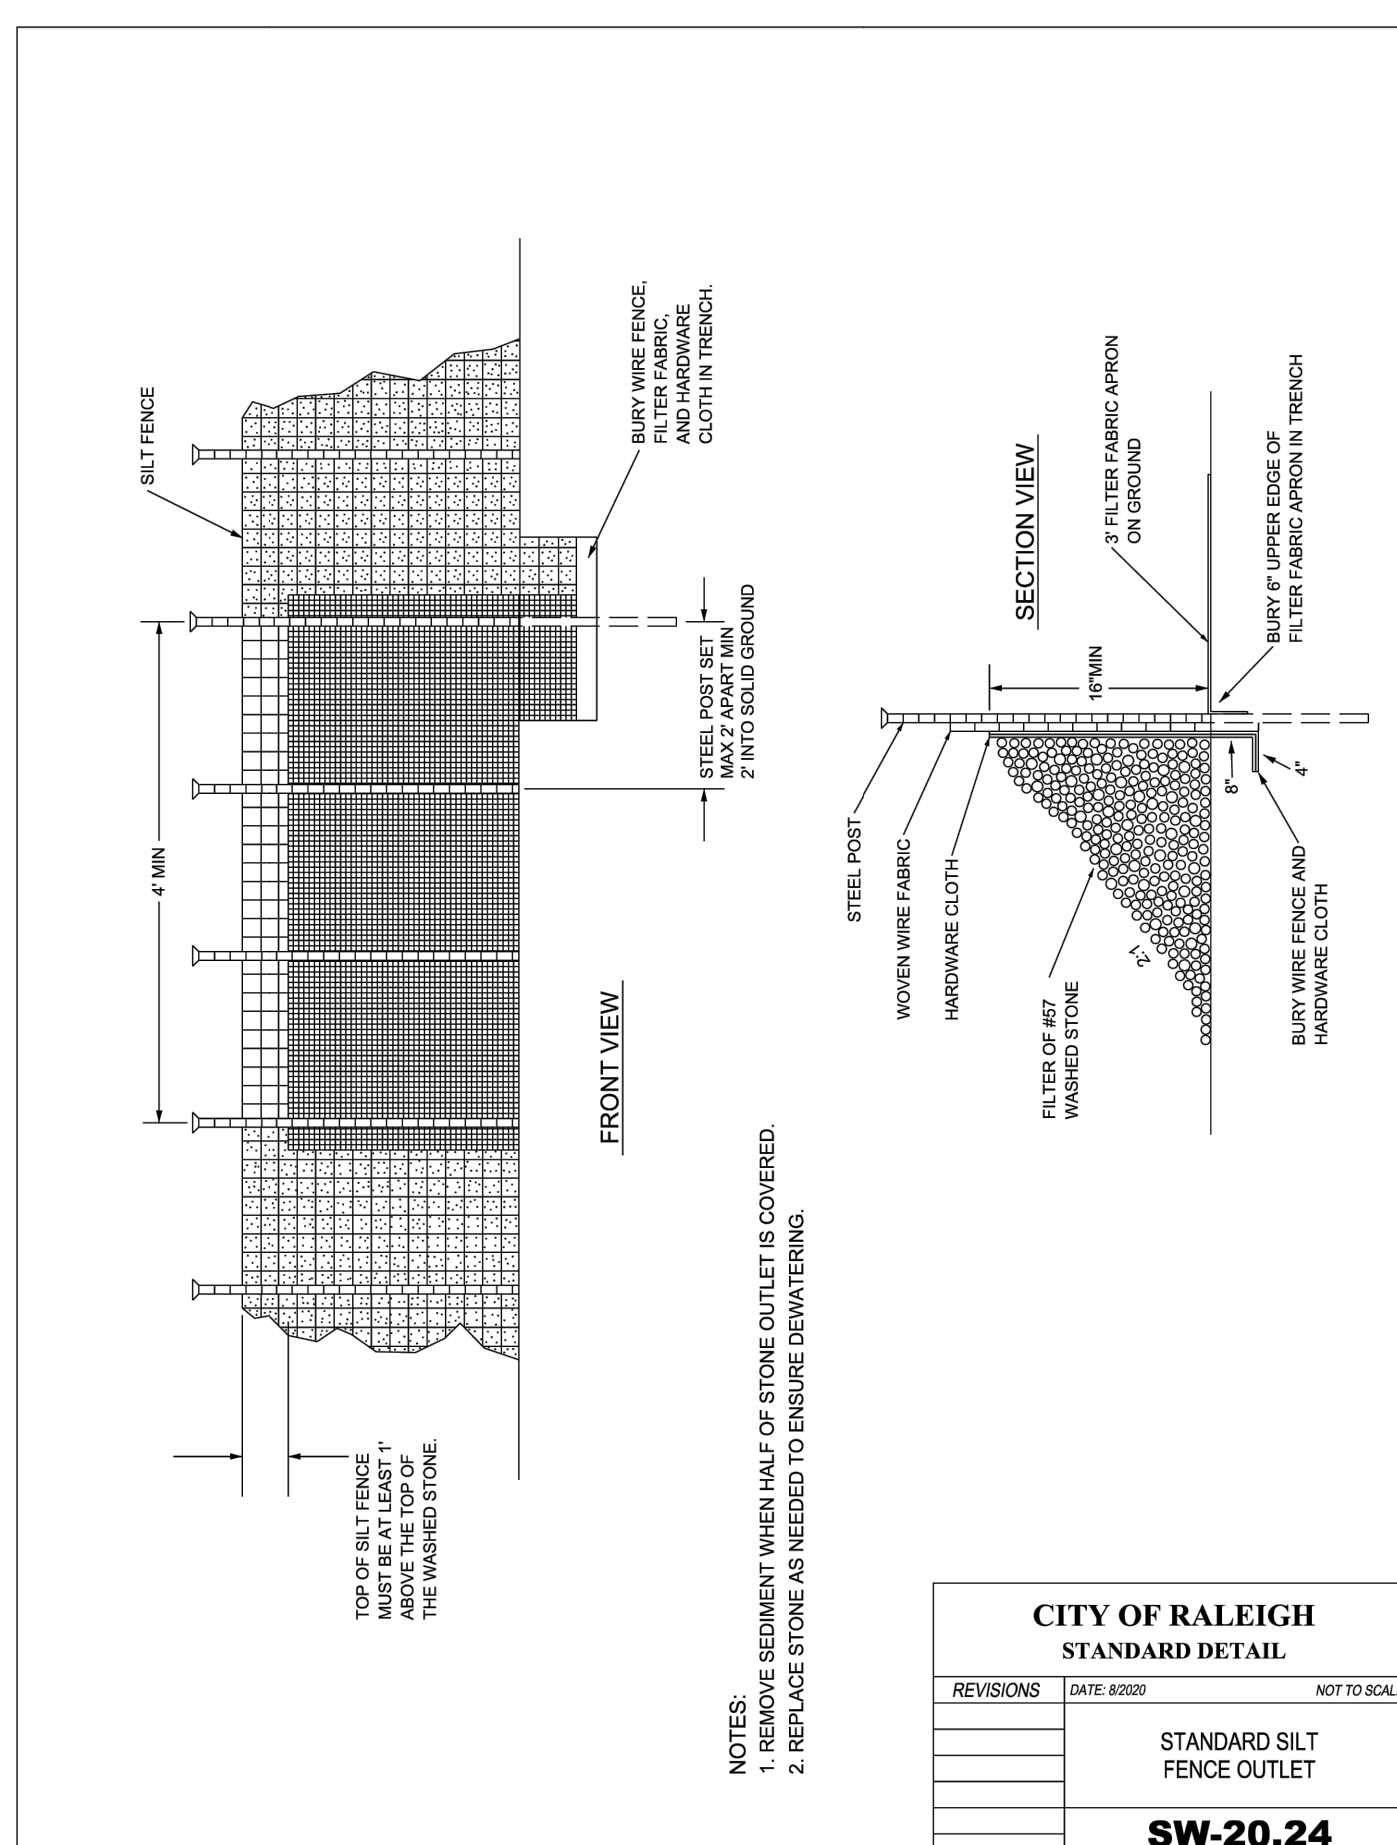 SILT FENCE
4' MIN
BURY WIRE FENCE,
FILTER FABRIC,
AND HARDWARE
CLOTH IN TRENCH.
STEEL POST SET
MAX 2' APART MIN
2' INTO SOLID GROUND
TOP OF SILT FENCE
MUST BE AT LEAST 1'
ABOVE THE TOP OF
THE WASHED STONE.
FRONT VIEW
NOTES:
1. REMOVE SEDIMENT WHEN HALF OF STONE OUTLET IS COVERED.
2. REPLACE STONE AS NEEDED TO ENSURE DEWATERING.
STEEL POST
WOVEN WIRE FABRIC
HARDWARE CLOTH
FILTER OF #57
WASHED STONE
2:1
16"MIN
SECTION VIEW
3' FILTER FABRIC APRON
ON GROUND
BURY 6" UPPER EDGE OF
FILTER FABRIC APRON IN TRENCH
8"
4"
BURY WIRE FENCE AND
HARDWARE CLOTH
CITY OF RALEIGH
STANDARD DETAIL
REVISIONS
DATE: 8/2020
NOT TO SCAL
STANDARD SILT
FENCE OUTLET
SW-20.24